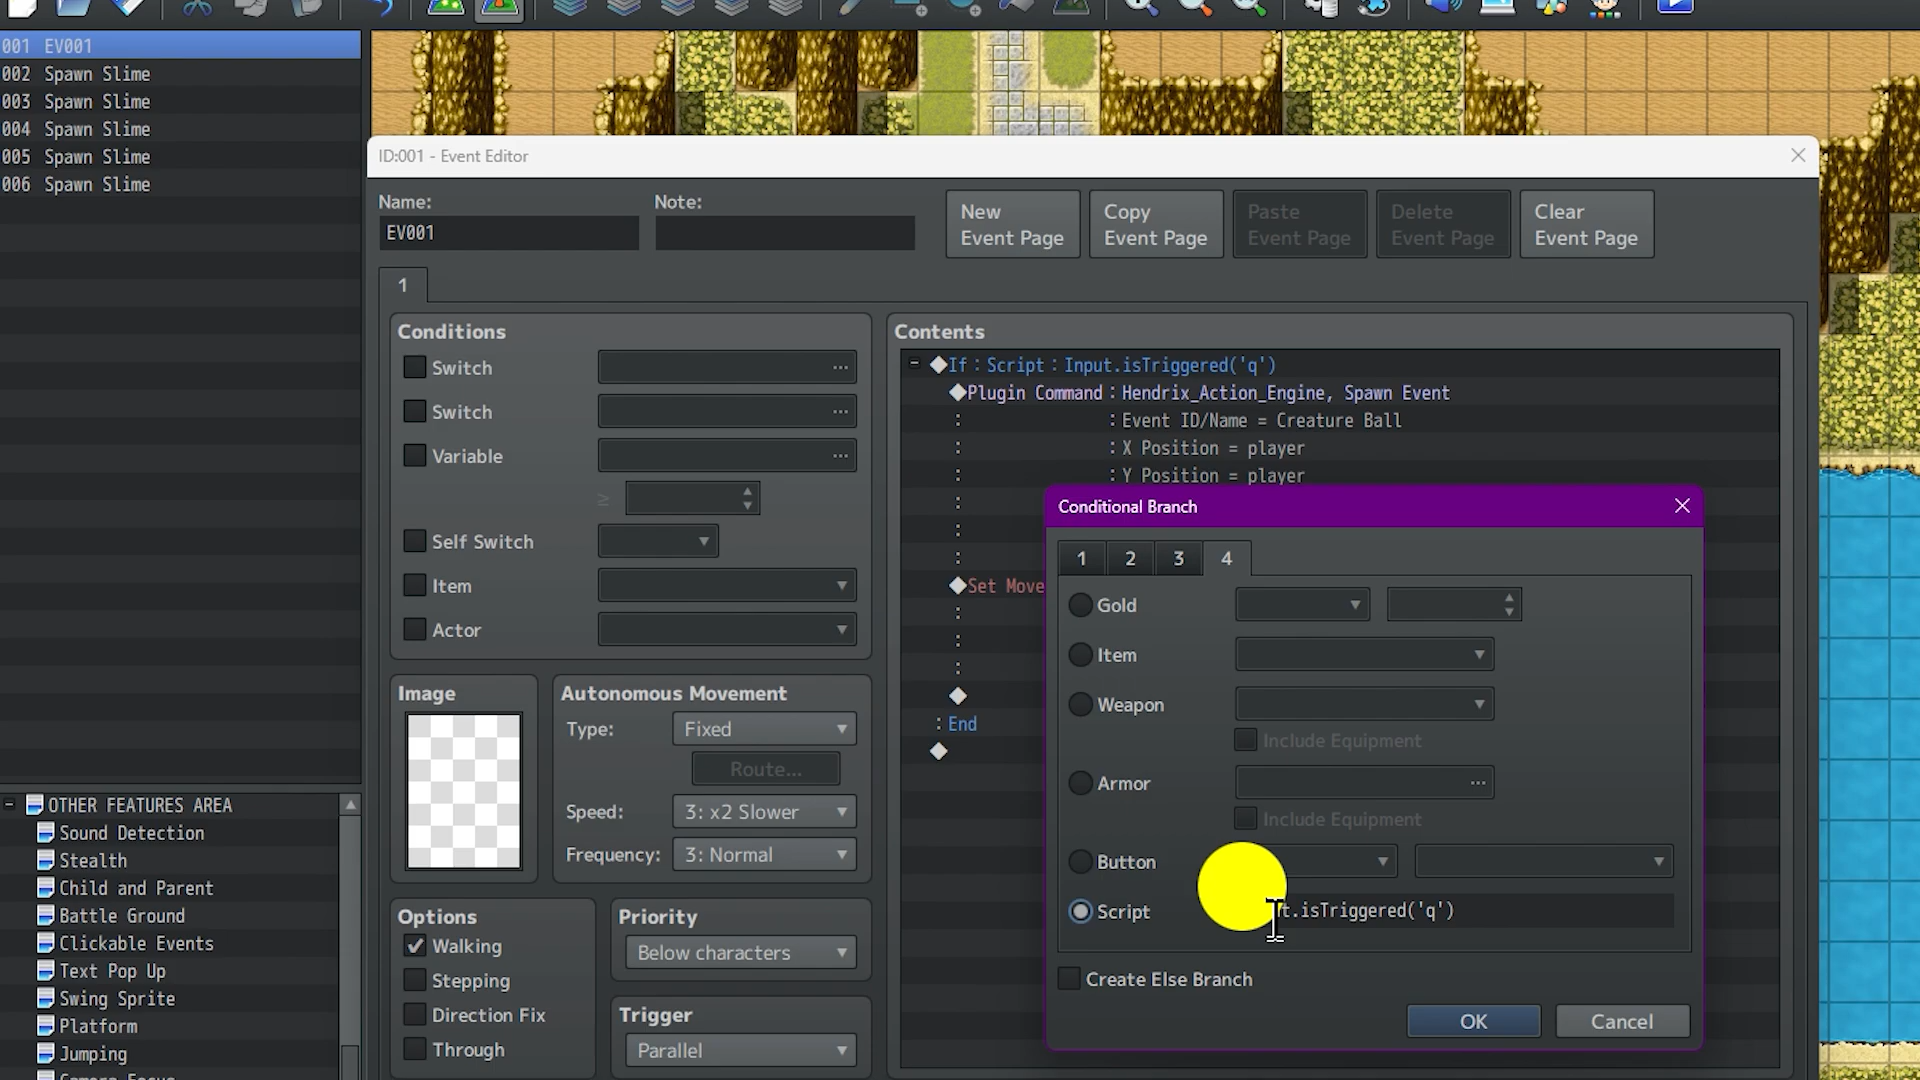 001 EV001
002 Spawn Slime
003 Spawn Slime
004 Spawn Slime
005 Spawn Slime
006 Spawn Slime
OTHER FEATURES AREA
Sound Detection
Stealth
Child and Parent
Battle Ground
Clickable Events
Text Pop Up
Swing Sprite
Platform
Jumping
ID:001 - Event Editor
Name:
Note:
EV001
New
Event Page
Copy
Event Page
Paste
Event Page
Delete
Event Page
Clear
Event Page
1
Conditions
Switch
Switch
Variable
≥
Self Switch
Item
Actor
Image
Autonomous Movement
Type: Fixed
Route...
Speed: 3: x2 Slower
Frequency: 3: Normal
Options
Walking
Stepping
Direction Fix
Through
Priority
Below characters
Trigger
Parallel
Contents
◆If : Script : Input.isTriggered('q')
◆Plugin Command : Hendrix_Action_Engine, Spawn Event
: : Event ID/Name = Creature Ball
: : X Position = player
: : Y Position = player
:
:
:
◆Set Move
:
:
:
◆
: End
◆
Conditional Branch
1 2 3 4
Gold
Item
Weapon
Include Equipment
Armor
Include Equipment
Button
Script t.isTriggered('q')
Create Else Branch
OK Cancel